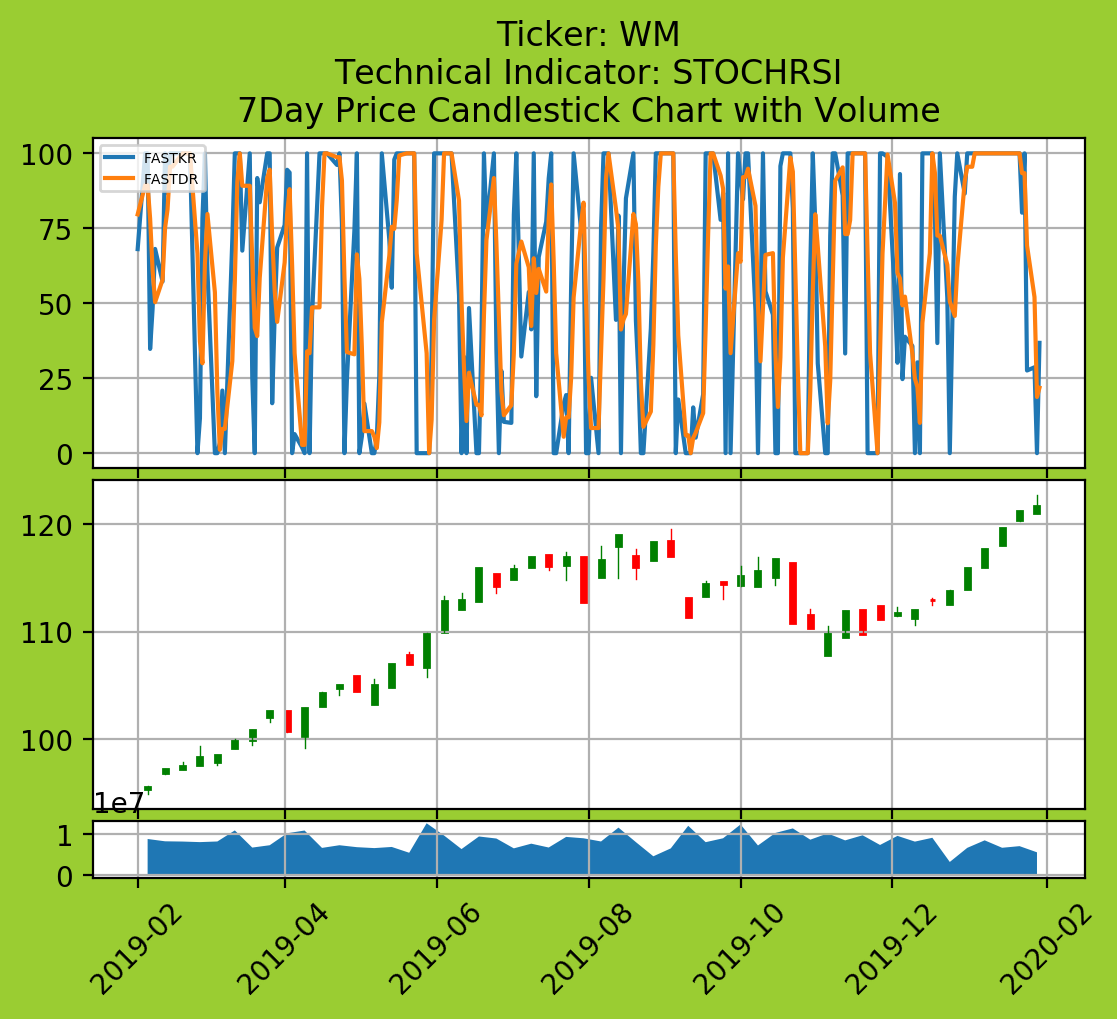 Ticker: WM
Technical Indicator: STOCHRSI
7Day Price Candlestick Chart with Volume
100
75
50
25
0
FASTKR
FASTDR
120
110
100
1e7
1
0
2019-02
2019-04
2019-06
2019-08
2019-10
2019-12
2020-02